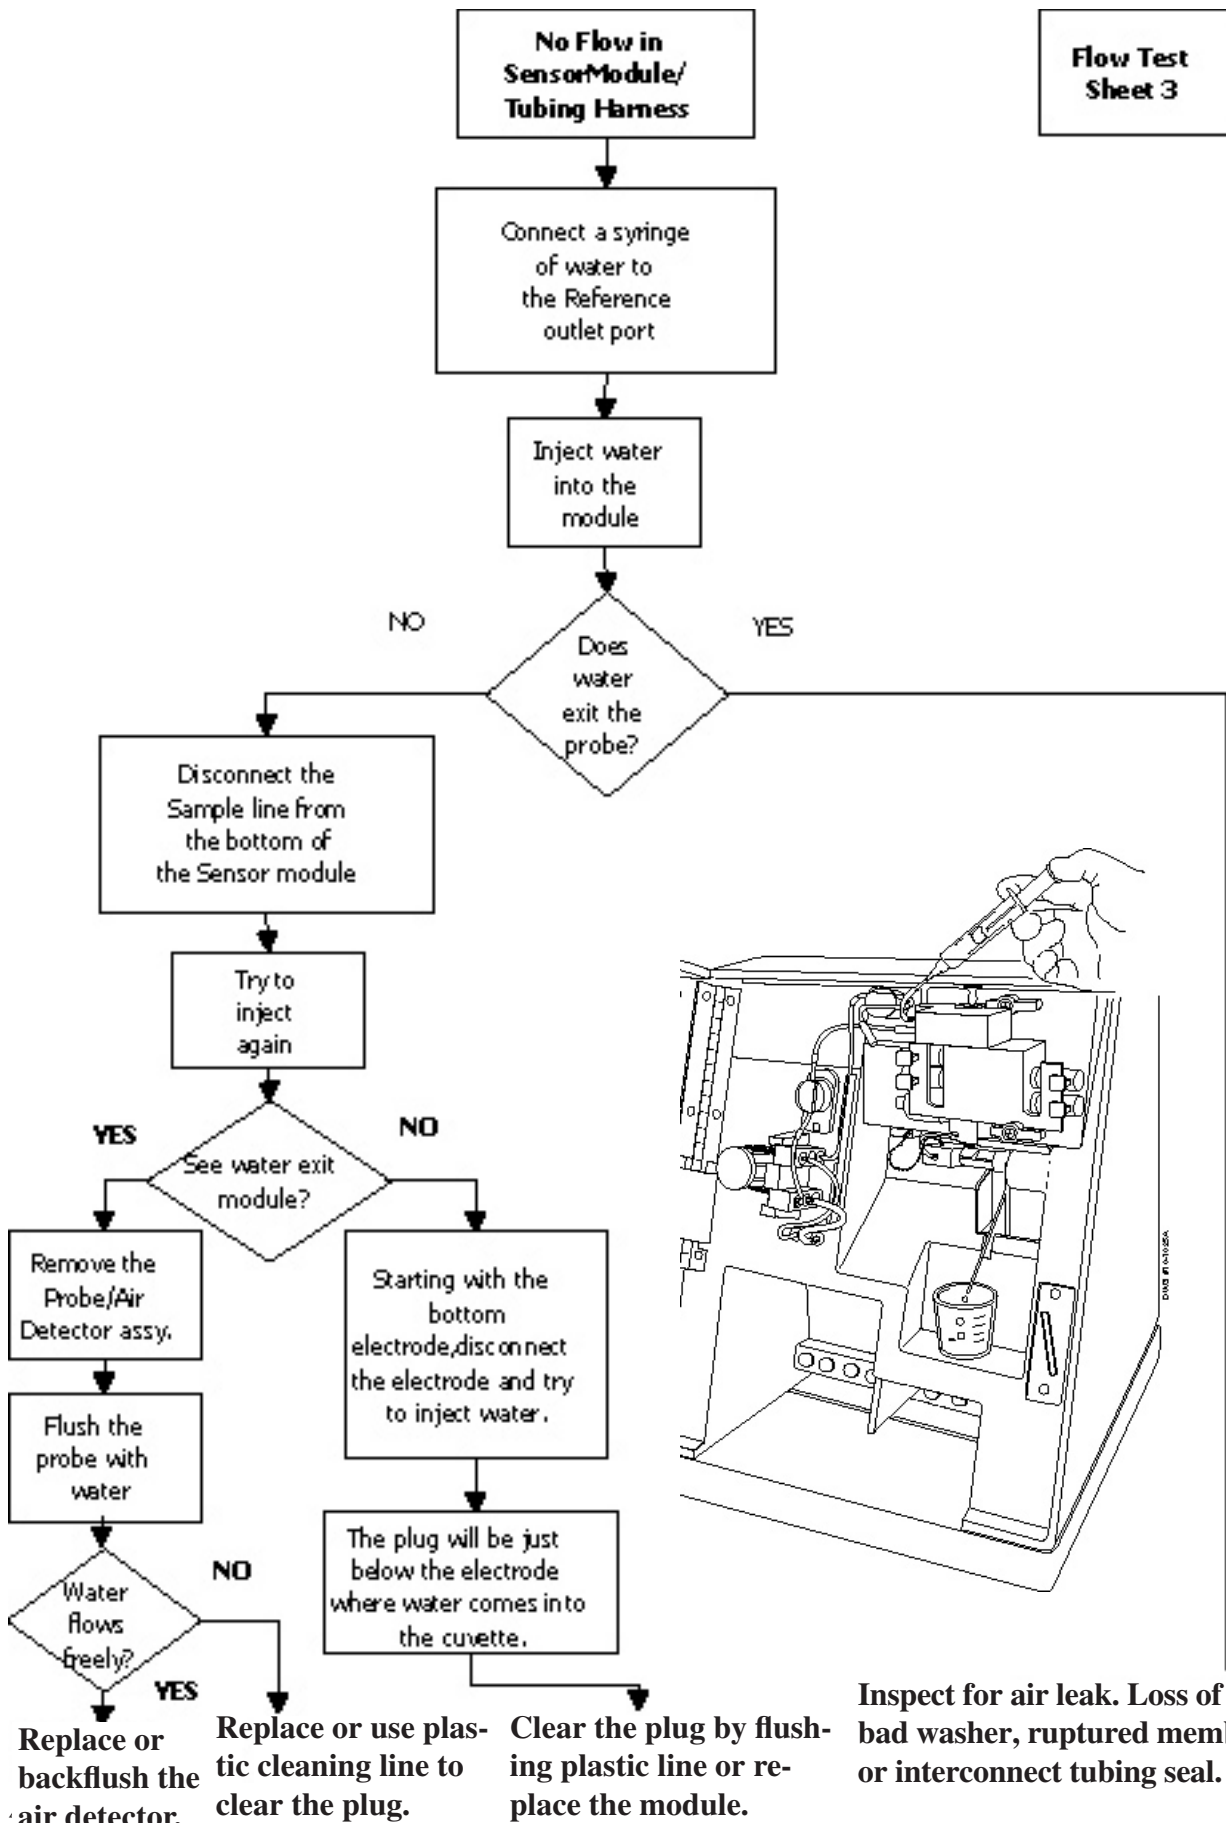 No Flow in
SensorModule/
Tubing Harness
Flow Test
Sheet 3
Connect a syringe
of water to
the Reference
outlet port
Inject water
into the
module
NO
YES
Does
water
exit the
probe?
Disconnect the
Sample line from
the bottom of
the Sensor module
Try to
inject
again
YES
NO
See water exit
module?
Remove the
Probe/Air
Detector assy.
Starting with the
bottom
electrode,disconnect
the electrode and try
to inject water.
Flush the
probe with
water
The plug will be just
below the electrode
where water comes into
the cuvette.
NO
Water
flows
freely?
YES
Replace or
backflush the
air detector.
Replace or use plas-
tic cleaning line to
clear the plug.
Clear the plug by flush-
ing plastic line or re-
place the module.
Inspect for air leak. Loss of
bad washer, ruptured
or interconnect tubing seal.